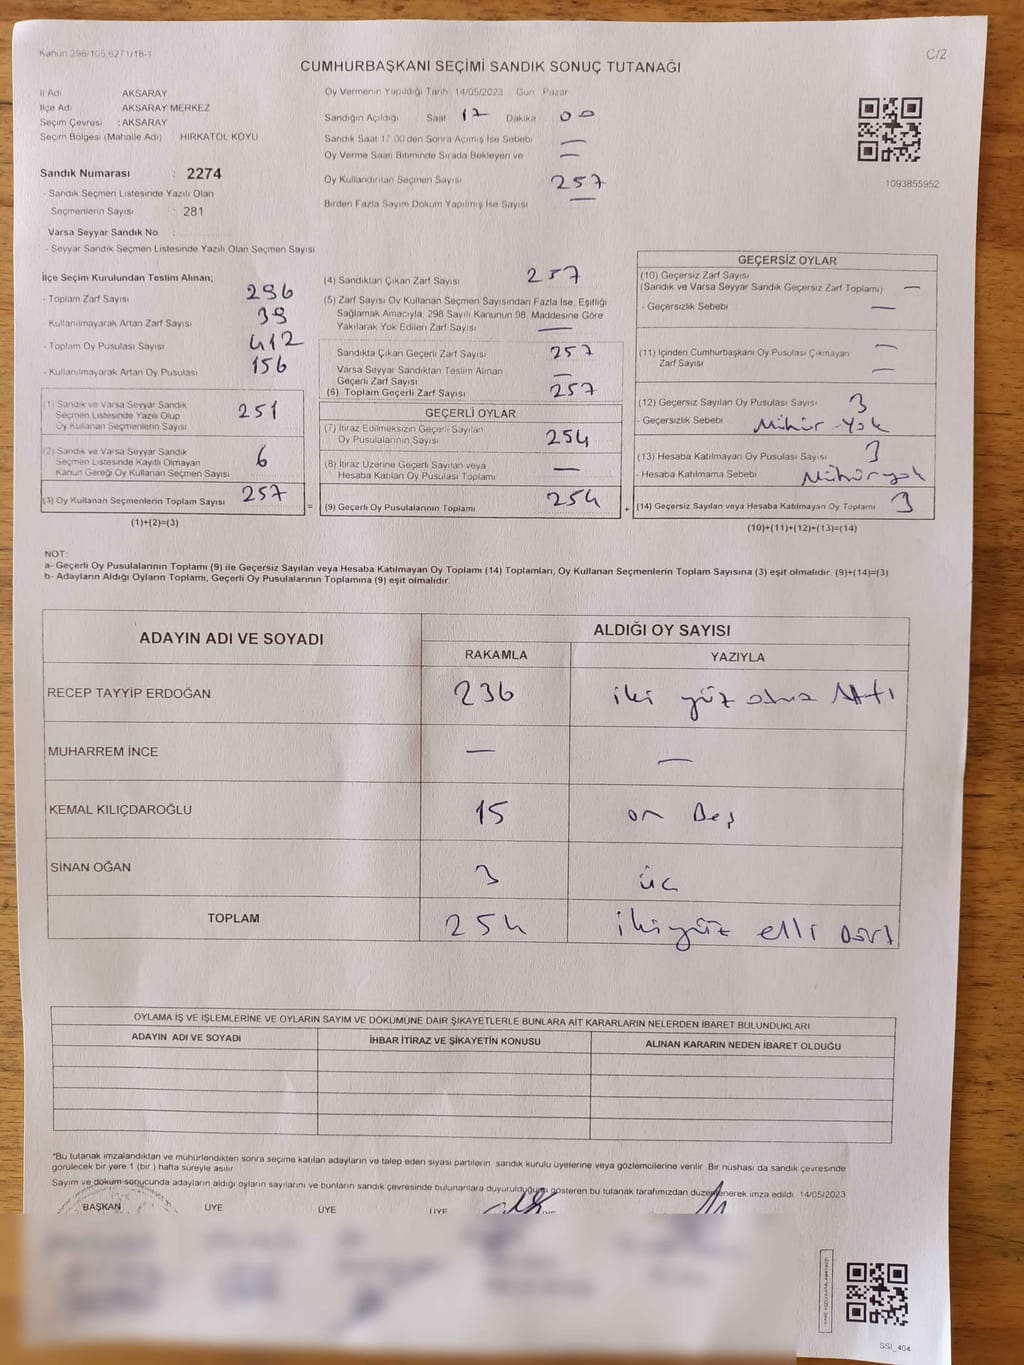 Kanun 298/105,6271/18-1
C/2
CUMHURBAŞKANI SEÇİMİ SANDIK SONUÇ TUTANAĞI
İl Adı AKSARAY
İlçe Adı AKSARAY MERKEZ
Seçim Çevresi : AKSARAY
Seçim Bölgesi (Mahalle Adı) HIRKATOL KÖYÜ
Sandık Numarası : 2274
- Sandık Seçmen Listesinde Yazılı Olan
Seçmenlerin Sayısı : 281
Varsa Seyyar Sandık No :
- Seyyar Sandık Seçmen Listesinde Yazılı Olan Seçmen Sayısı
Oy Vermenin Yapıldığı Tarih 14/05/2023 Gün Pazar
Sandığın Açıldığı Saat 17 Dakika 00
Sandık Saat 17:00'den Sonra Açılmış İse Sebebi —
Oy Verme Saati Bitiminde Sırada Bekleyen ve —
Oy Kullandırılan Seçmen Sayısı 257
Birden Fazla Sayım Döküm Yapılmış İse Sayısı —
1093855952
İlçe Seçim Kurulundan Teslim Alınan;
- Toplam Zarf Sayısı 296
- Kullanılmayarak Artan Zarf Sayısı 39
- Toplam Oy Pusulası Sayısı 412
- Kullanılmayarak Artan Oy Pusulası 156
(1) Sandık ve Varsa Seyyar Sandık
Seçmen Listesinde Yazılı Olup
Oy Kullanan Seçmenlerin Sayısı 251
(2) Sandık ve Varsa Seyyar Sandık
Seçmen Listesinde Kayıtlı Olmayan
Kanun Gereği Oy Kullanan Seçmen Sayısı 6
(3) Oy Kullanan Seçmenlerin Toplam Sayısı 257
(1)+(2)=(3)
=
(4) Sandıktan Çıkan Zarf Sayısı 257
(5) Zarf Sayısı Oy Kullanan Seçmen Sayısından Fazla İse, Eşitliği
Sağlamak Amacıyla, 298 Sayılı Kanunun 98. Maddesine Göre
Yakılarak Yok Edilen Zarf Sayısı —
Sandıkta Çıkan Geçerli Zarf Sayısı 257
Varsa Seyyar Sandıktan Teslim Alınan
Geçerli Zarf Sayısı —
(6) Toplam Geçerli Zarf Sayısı 257
GEÇERLİ OYLAR
(7) İtiraz Edilmeksizin Geçerli Sayılan
Oy Pusulalarının Sayısı 254
(8) İtiraz Üzerine Geçerli Sayılan veya
Hesaba Katılan Oy Pusulası Toplamı —
(9) Geçerli Oy Pusulalarının Toplamı 254
+
GEÇERSİZ OYLAR
(10) Geçersiz Zarf Sayısı
(Sandık ve Varsa Seyyar Sandık Geçersiz Zarf Toplamı) —
- Geçersizlik Sebebi —
(11) İçinden Cumhurbaşkanı Oy Pusulası Çıkmayan —
Zarf Sayısı —
(12) Geçersiz Sayılan Oy Pusulası Sayısı 3
- Geçersizlik Sebebi Mühür Yok
(13) Hesaba Katılmayan Oy Pusulası Sayısı 3
- Hesaba Katılmama Sebebi Mühür yok
(14) Geçersiz Sayılan veya Hesaba Katılmayan Oy Toplamı 3
(10)+(11)+(12)+(13)=(14)
NOT:
a- Geçerli Oy Pusulalarının Toplamı (9) ile Geçersiz Sayılan veya Hesaba Katılmayan Oy Toplamı (14) Toplamları, Oy Kullanan Seçmenlerin Toplam Sayısına (3) eşit olmalıdır. (9)+(14)=(3)
b- Adayların Aldığı Oyların Toplamı, Geçerli Oy Pusulalarının Toplamına (9) eşit olmalıdır.
ADAYIN ADI VE SOYADI
ALDIĞI OY SAYISI
RAKAMLA YAZIYLA
RECEP TAYYİP ERDOĞAN 236 iki yüz otuz Altı
MUHARREM İNCE — —
KEMAL KILIÇDAROĞLU 15 on Beş
SİNAN OĞAN 3 üç
TOPLAM 254 ikiyüz elli Dört
OYLAMA İŞ VE İŞLEMLERİNE VE OYLARIN SAYIM VE DÖKÜMÜNE DAİR ŞİKAYETLERLE BUNLARA AİT KARARLARIN NELERDEN İBARET BULUNDUKLARI
ADAYIN ADI VE SOYADI İHBAR İTİRAZ VE ŞİKAYETİN KONUSU ALINAN KARARIN NEDEN İBARET OLDUĞU
*Bu tutanak imzalandıktan ve mühürlendikten sonra seçime katılan adayların ve talep eden siyasi partilerin sandık kurulu üyelerine veya gözlemcilerine verilir. Bir nüshası da sandık çevresinde
görülecek bir yere 1 (bir) hafta süreyle asılır.
Sayım ve döküm sonucunda adayların aldığı oyların sayılarını ve bunların sandık çevresinde bulunanlara duyurulduğunu gösteren bu tutanak tarafımızdan düzenlenerek imza edildi. 14/05/2023
BAŞKAN ÜYE ÜYE ÜYE
SSI_404